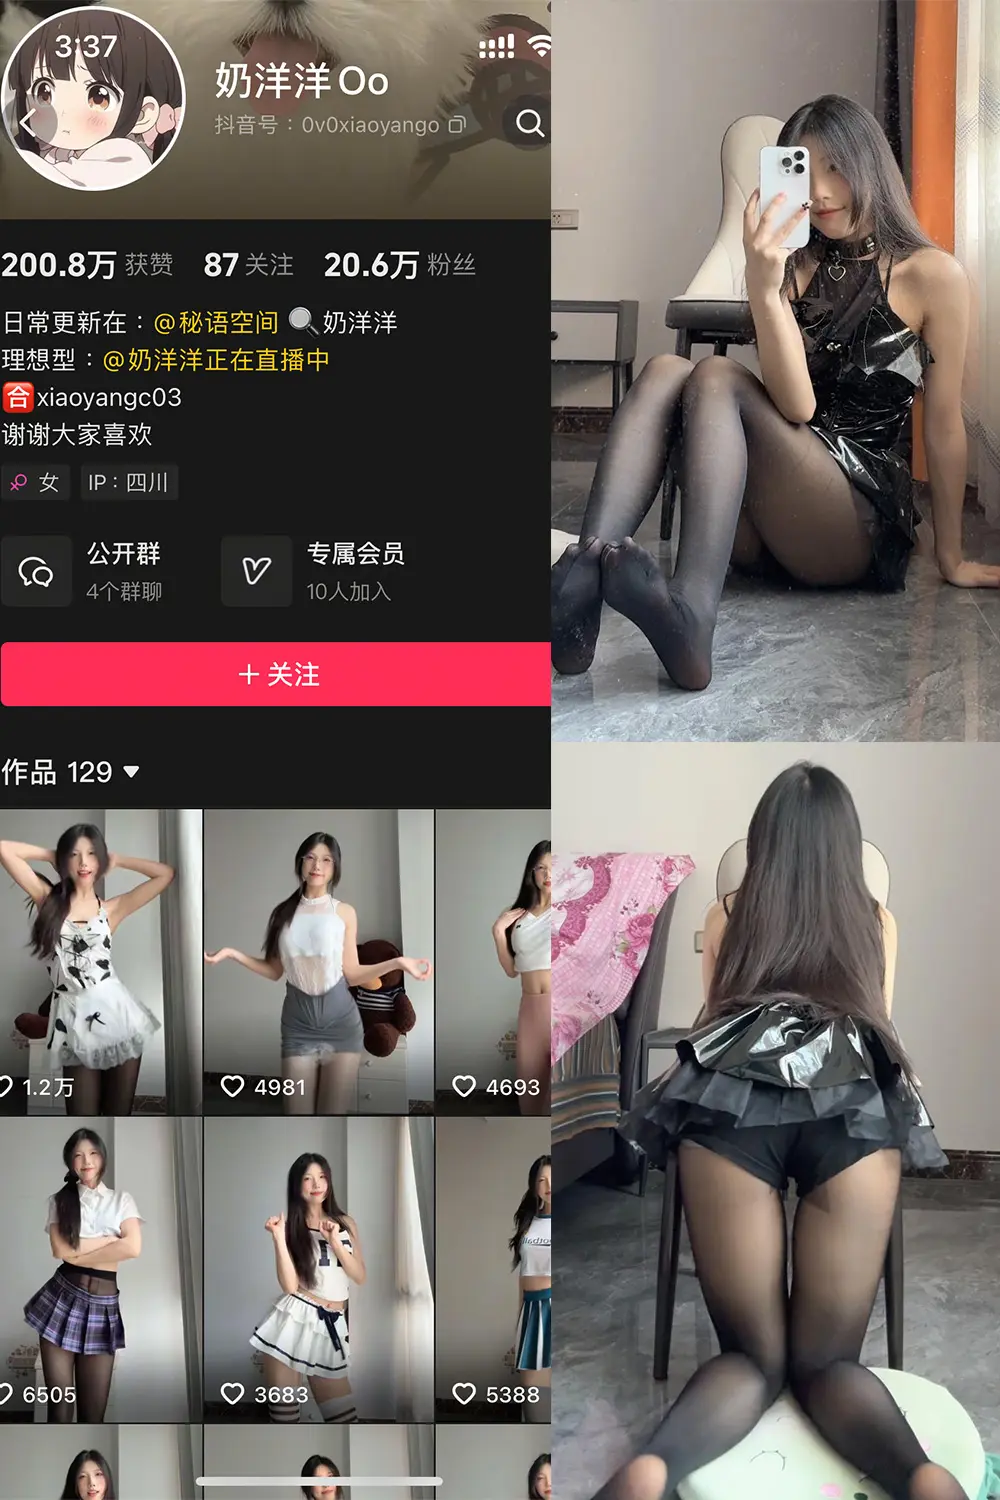 3:37
奶洋洋Oo
抖音号：0v0xiaoyango
200.8万 获赞 87 关注 20.6万 粉丝
日常更新在：@秘语空间 奶洋洋
理想型：@奶洋洋正在直播中
合 xiaoyangc03
谢谢大家喜欢
女 IP：四川
公开群 专属会员
4个群聊 10人加入
+ 关注
作品 129
1.2万 4981 4693
6505 3683 5388